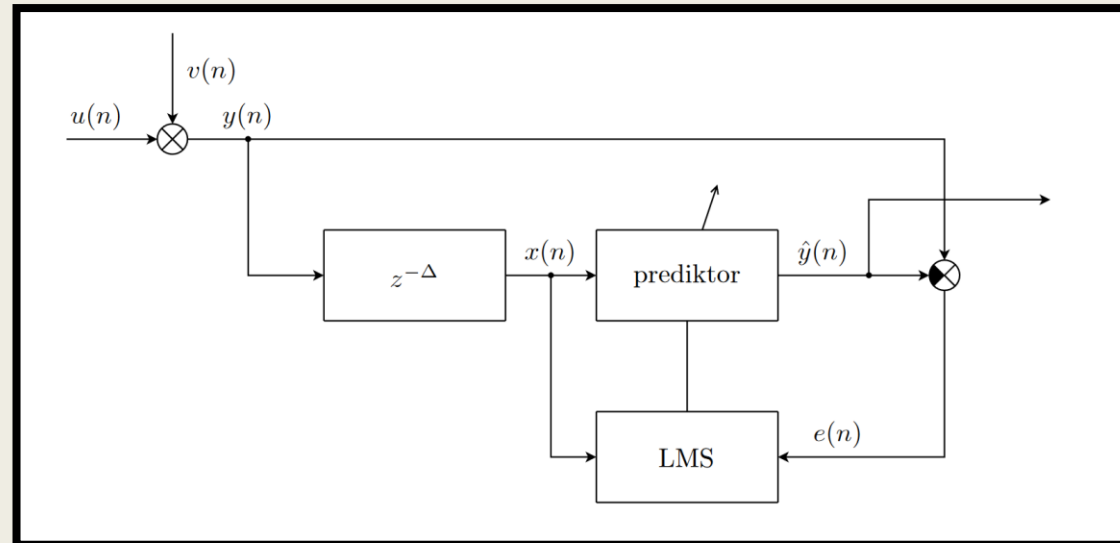 v(n)
u(n)
y(n)
z^{-Δ}
x(n)
prediktor
ŷ(n)
LMS
e(n)